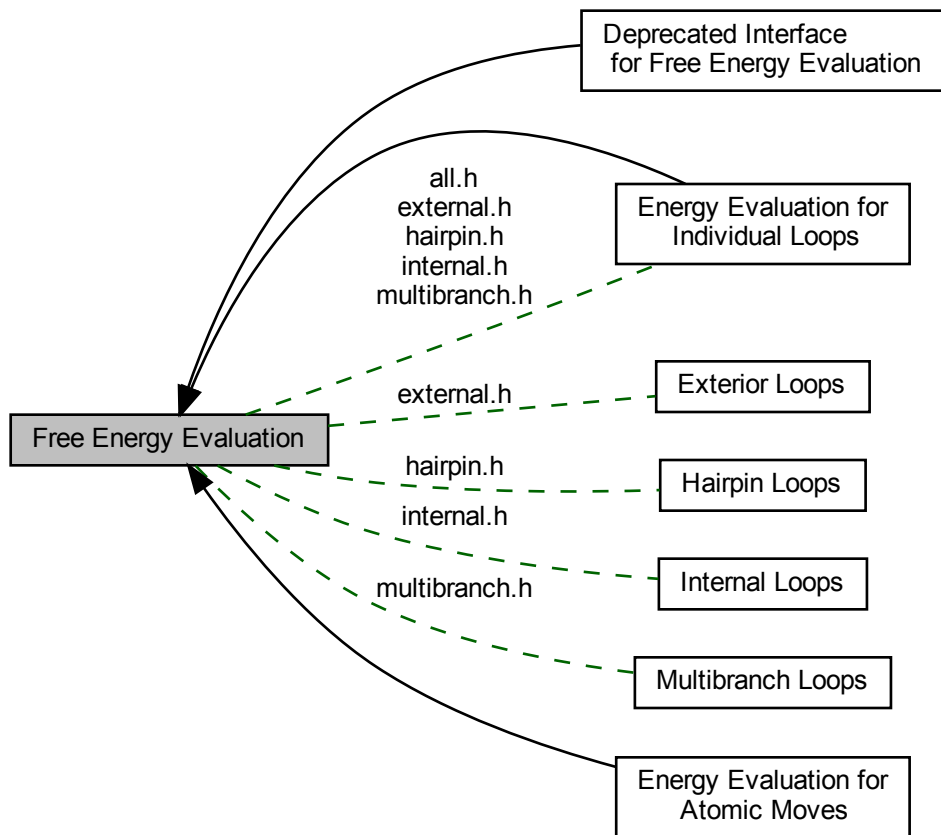 Deprecated Interface
for Free Energy Evaluation
all.h
external.h
hairpin.h
internal.h
multibranch.h
Energy Evaluation for
Individual Loops
external.h
Exterior Loops
Free Energy Evaluation
hairpin.h
Hairpin Loops
internal.h
Internal Loops
multibranch.h
Multibranch Loops
Energy Evaluation for
Atomic Moves